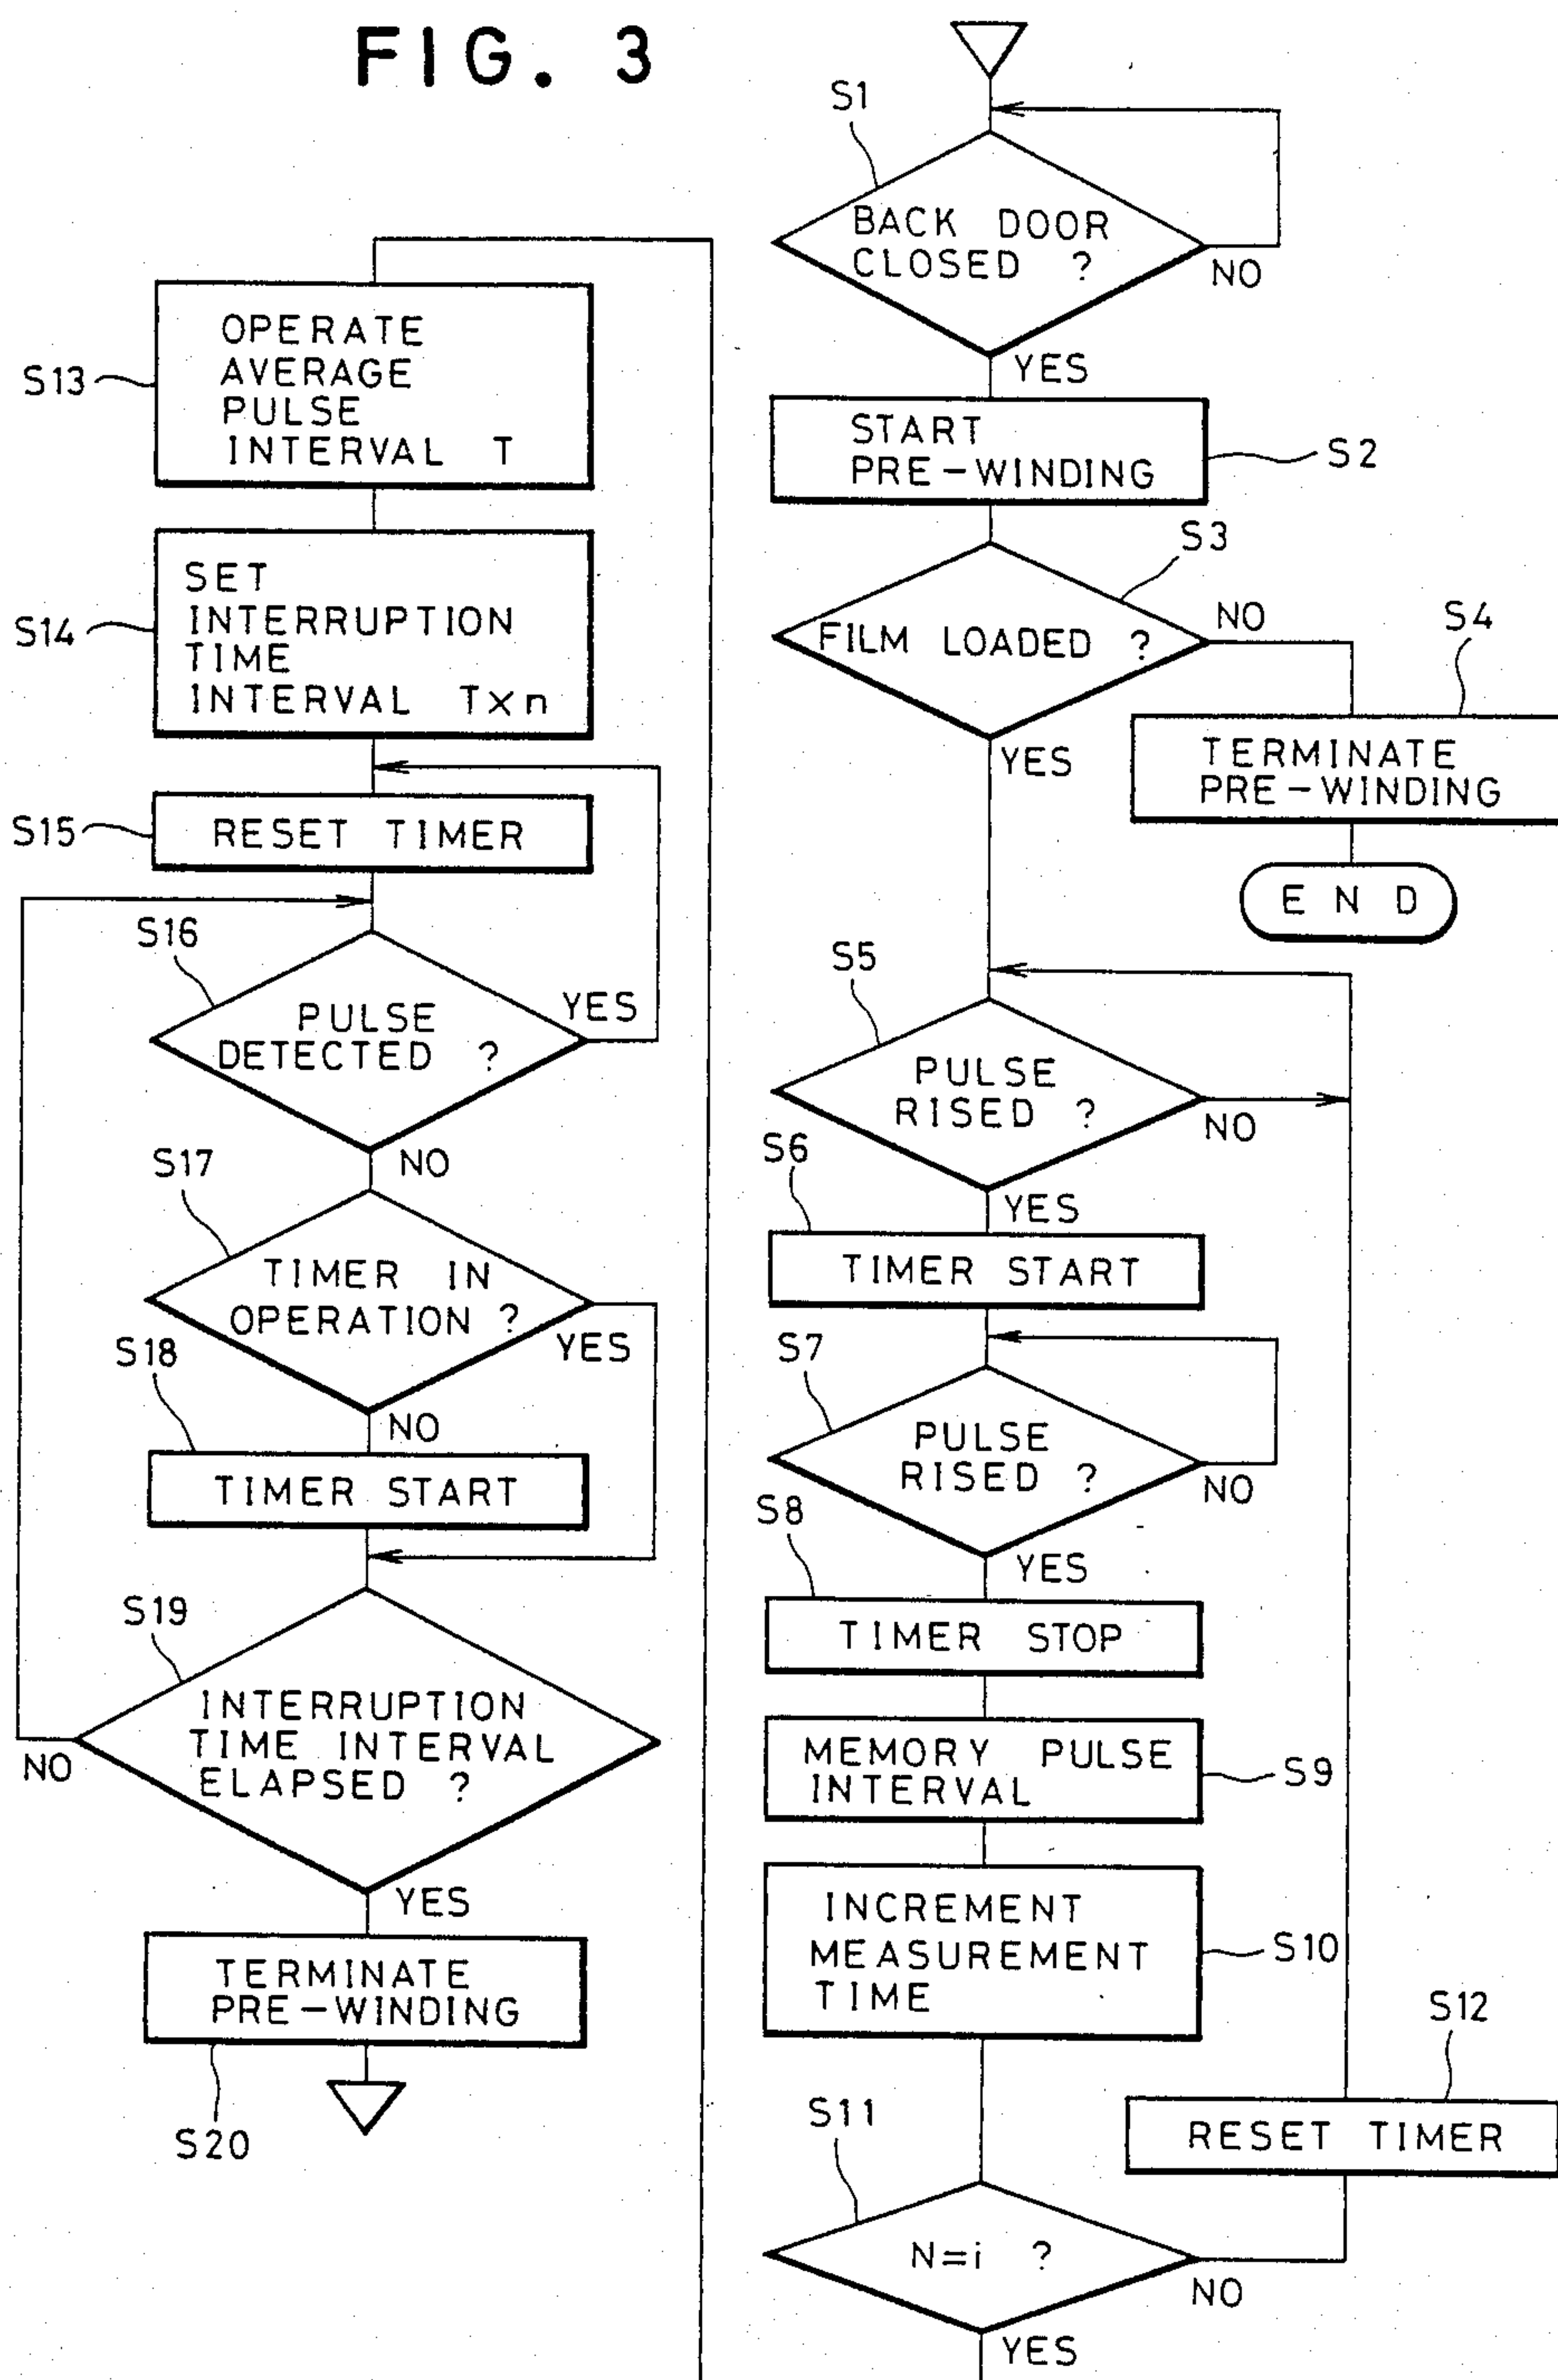 FIG. 3
S1
BACK DOOR
CLOSED ?
NO
YES
START
PRE-WINDING
S2
S3
FILM LOADED ?
NO
S4
YES
TERMINATE
PRE-WINDING
END
S5
PULSE
RISED ?
NO
S6
YES
TIMER START
S7
PULSE
RISED ?
NO
S8
YES
TIMER STOP
MEMORY PULSE
INTERVAL
S9
INCREMENT
MEASUREMENT
TIME
S10
S12
RESET TIMER
S11
N=i ?
NO
YES
S13
OPERATE
AVERAGE
PULSE
INTERVAL T
S14
SET
INTERRUPTION
TIME
INTERVAL T×n
S15
RESET TIMER
S16
PULSE
DETECTED ?
YES
NO
S17
TIMER IN
OPERATION ?
YES
S18
NO
TIMER START
S19
INTERRUPTION
TIME INTERVAL
ELAPSED ?
NO
YES
TERMINATE
PRE-WINDING
S20